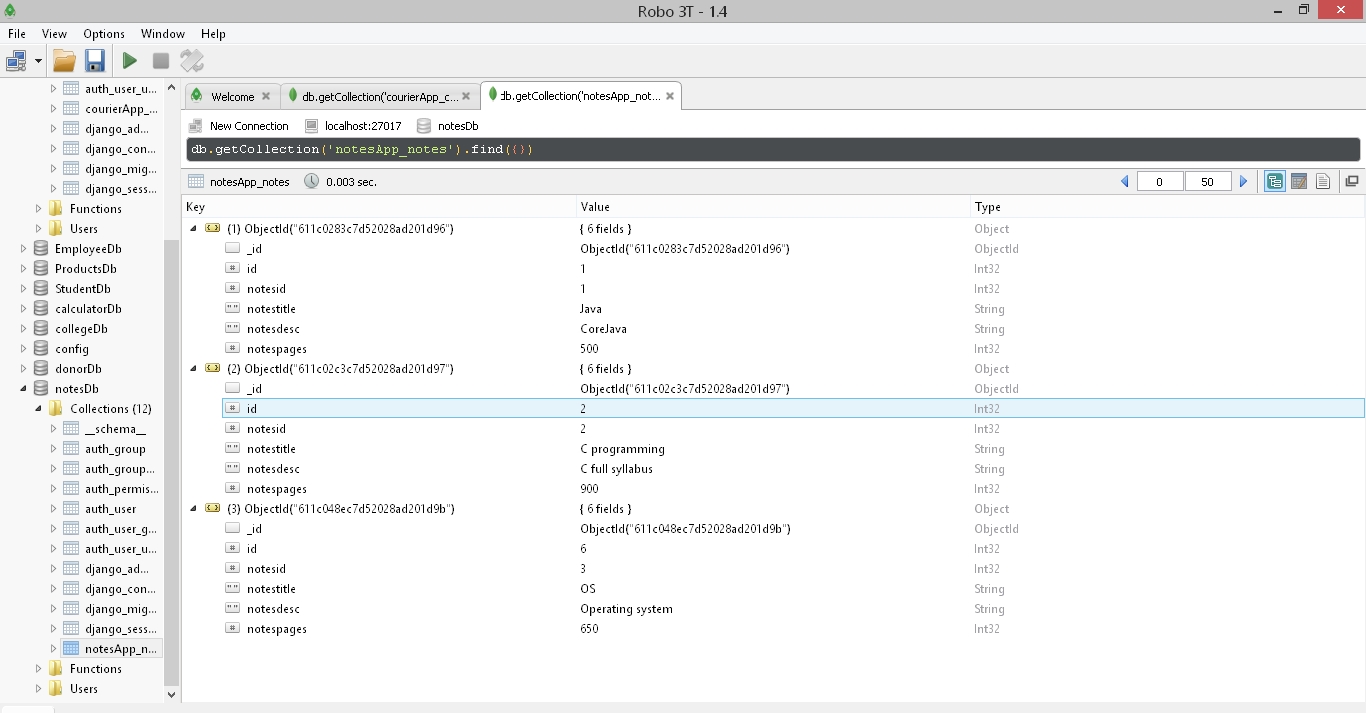 Robo 3T - 1.4
File View Options Window Help
Welcome db.getCollection('courierApp_c... db.getCollection('notesApp_not...
New Connection localhost:27017 notesDb
db.getCollection('notesApp_notes').find({})
notesApp_notes 0.003 sec. 0 50
auth_user_u...
courierApp_...
django_ad...
django_con...
django_mig...
django_sess...
Functions
Users
EmployeeDb
ProductsDb
StudentDb
calculatorDb
collegeDb
config
donorDb
notesDb
Collections (12)
__schema__
auth_group
auth_group...
auth_permis...
auth_user
auth_user_g...
auth_user_u...
django_ad...
django_con...
django_mig...
django_sess...
notesApp_n...
Functions
Users
Key Value Type
(1) ObjectId("611c0283c7d52028ad201d96") { 6 fields } Object
_id ObjectId("611c0283c7d52028ad201d96") ObjectId
id 1 Int32
notesid 1 Int32
notestitle Java String
notesdesc CoreJava String
notespages 500 Int32
(2) ObjectId("611c02c3c7d52028ad201d97") { 6 fields } Object
_id ObjectId("611c02c3c7d52028ad201d97") ObjectId
id 2 Int32
notesid 2 Int32
notestitle C programming String
notesdesc C full syllabus String
notespages 900 Int32
(3) ObjectId("611c048ec7d52028ad201d9b") { 6 fields } Object
_id ObjectId("611c048ec7d52028ad201d9b") ObjectId
id 6 Int32
notesid 3 Int32
notestitle OS String
notesdesc Operating system String
notespages 650 Int32